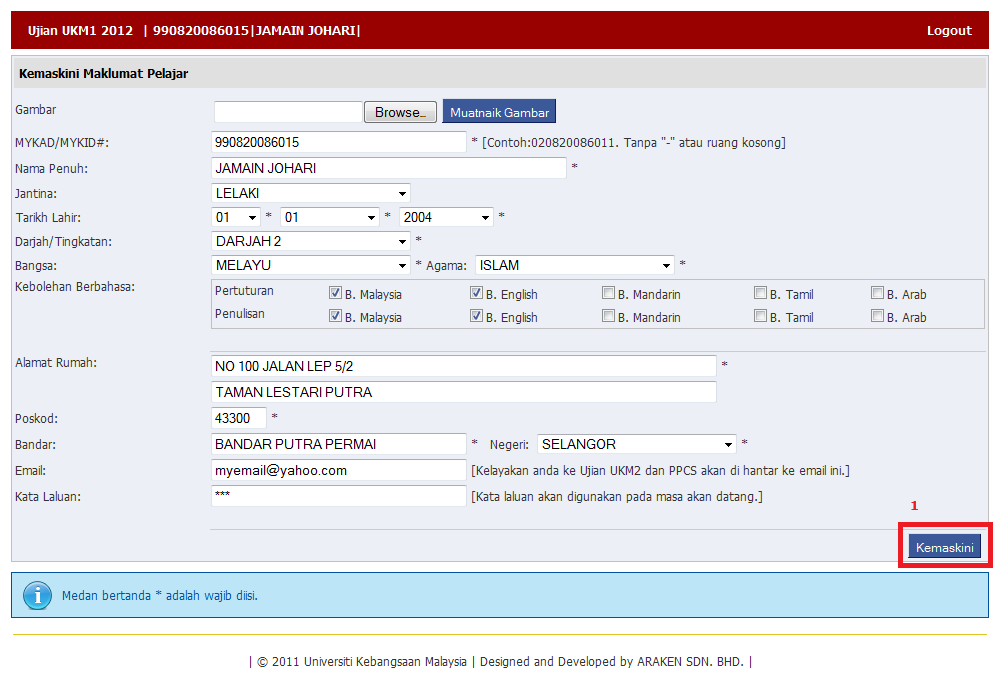 Ujian UKM1 2012 | 990820086015|JAMAIN JOHARI| Logout
Kemaskini Maklumat Pelajar
Gambar Browse... Muatnaik Gambar
MYKAD/MYKID#: 990820086015 * [Contoh:020820086011. Tanpa "-" atau ruang kosong]
Nama Penuh: JAMAIN JOHARI *
Jantina: LELAKI
Tarikh Lahir: 01 * 01 * 2004 *
Darjah/Tingkatan: DARJAH 2 *
Bangsa: MELAYU * Agama: ISLAM *
Kebolehan Berbahasa: Pertuturan B. Malaysia B. English B. Mandarin B. Tamil B. Arab
Penulisan B. Malaysia B. English B. Mandarin B. Tamil B. Arab
Alamat Rumah: NO 100 JALAN LEP 5/2 *
TAMAN LESTARI PUTRA
Poskod: 43300 *
Bandar: BANDAR PUTRA PERMAI * Negeri: SELANGOR *
Email: myemail@yahoo.com [Kelayakan anda ke Ujian UKM2 dan PPCS akan di hantar ke email ini.]
Kata Laluan: *** [Kata laluan akan digunakan pada masa akan datang.]
1
Kemaskini
i Medan bertanda * adalah wajib diisi.
| © 2011 Universiti Kebangsaan Malaysia | Designed and Developed by ARAKEN SDN. BHD. |